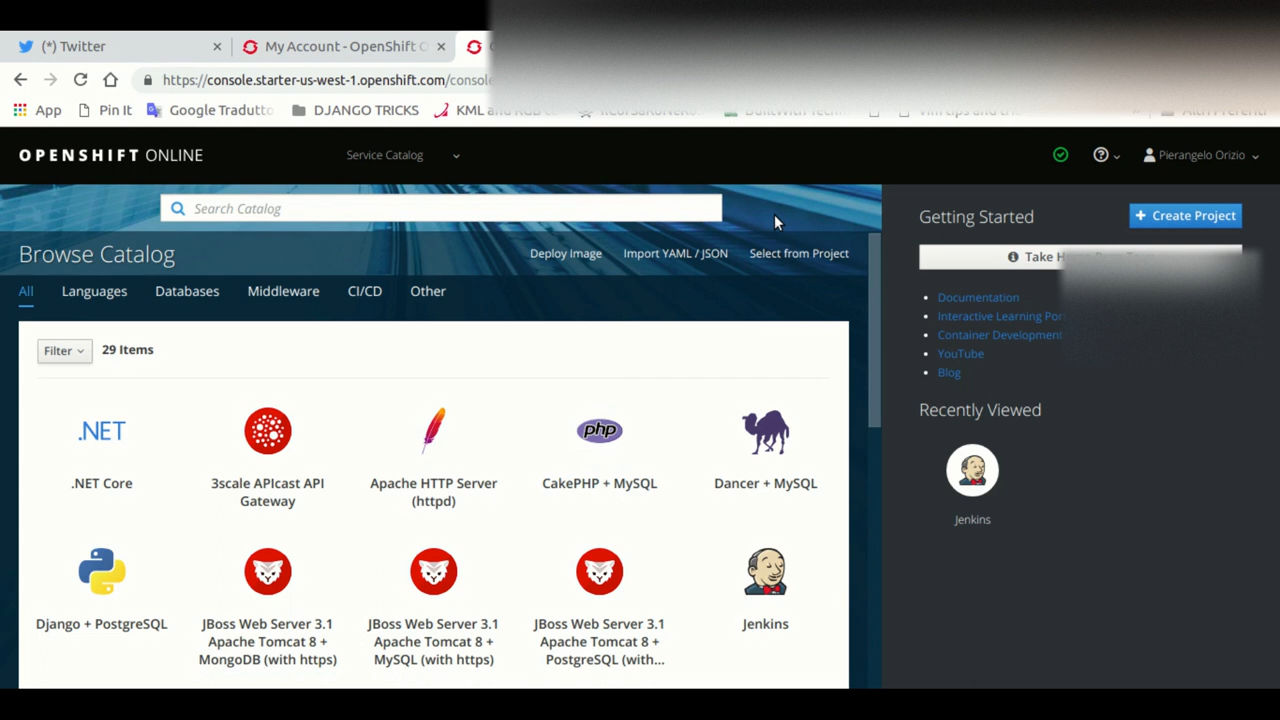 (*) Twitter
My Account - OpenShift O
https://console.starter-us-west-1.openshift.com/conso
App Pin It Google Tradutto DJANGO TRICKS KML and
OPENSHIFT ONLINE
Service Catalog
Pierangelo Orizio
Search Catalog
Getting Started
Create Project
Browse Catalog
Deploy Image Import YAML / JSON Select from Project
Take
All Languages Databases Middleware CI/CD Other
Documentation
Interactive Learning Por
Container Development
YouTube
Blog
Filter
29 Items
Recently Viewed
.NET
php
.NET Core
3scale APIcast API
Gateway
Apache HTTP Server
(httpd)
CakePHP + MySQL
Dancer + MySQL
Jenkins
Django + PostgreSQL
JBoss Web Server 3.1
Apache Tomcat 8 +
MongoDB (with https)
JBoss Web Server 3.1
Apache Tomcat 8 +
MySQL (with https)
JBoss Web Server 3.1
Apache Tomcat 8 +
PostgreSQL (with...
Jenkins